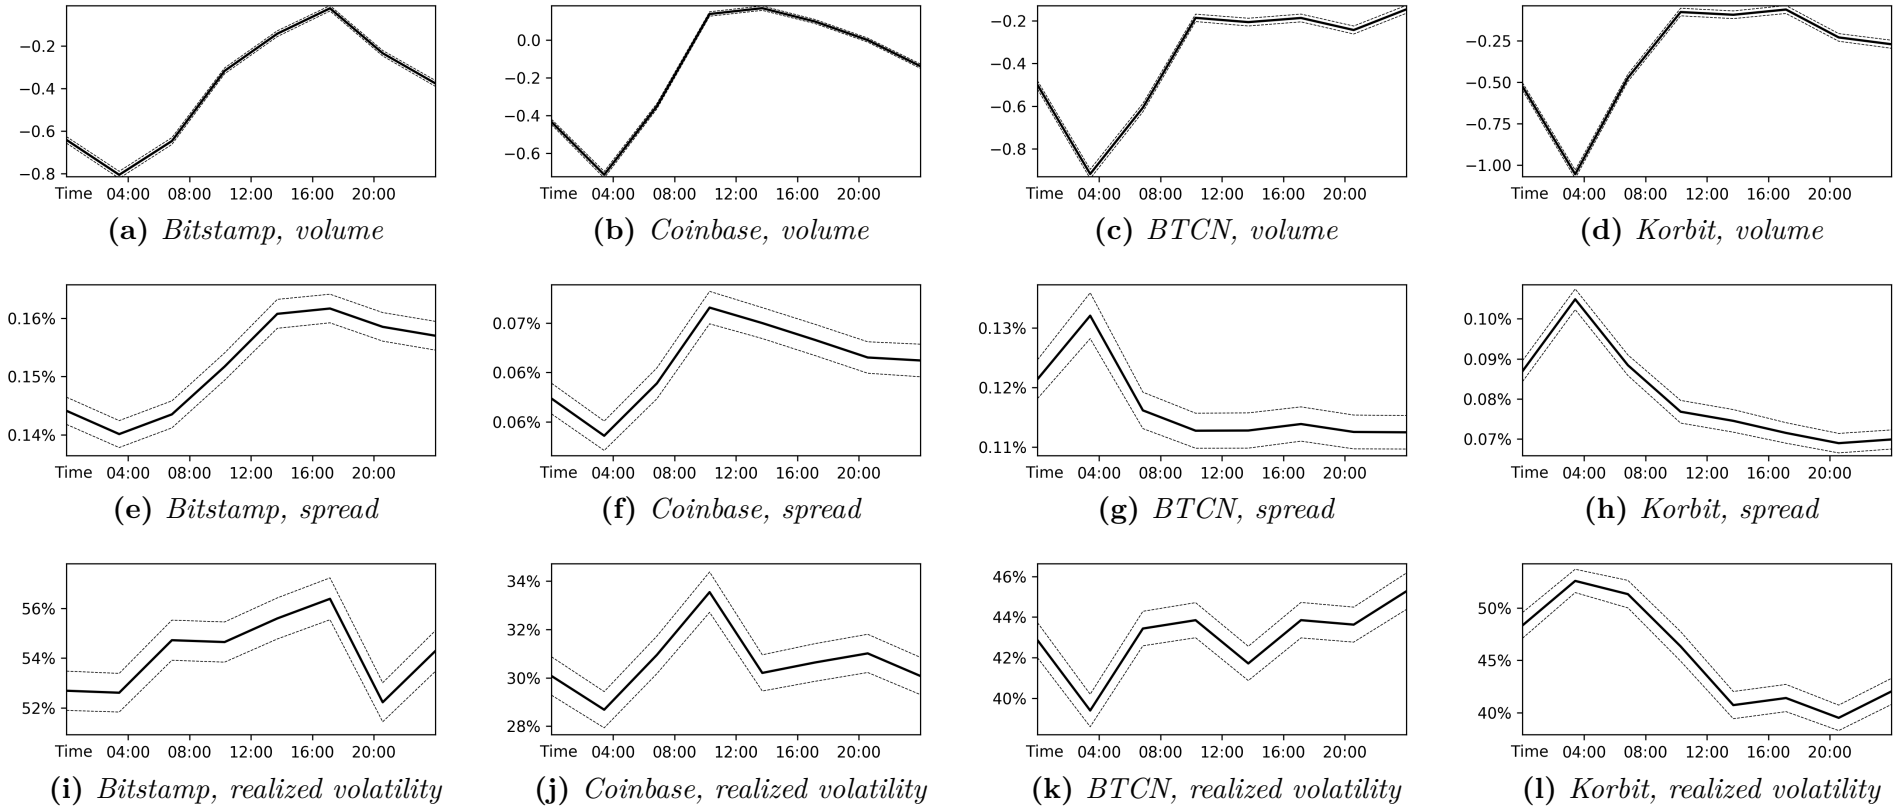 −0.2
−0.4
−0.6
−0.8
Time 04:00 08:00 12:00 16:00 20:00
(a) Bitstamp, volume
0.0
−0.2
−0.4
−0.6
Time 04:00 08:00 12:00 16:00 20:00
(b) Coinbase, volume
−0.2
−0.4
−0.6
−0.8
Time 04:00 08:00 12:00 16:00 20:00
(c) BTCN, volume
−0.25
−0.50
−0.75
−1.00
Time 04:00 08:00 12:00 16:00 20:00
(d) Korbit, volume
0.16%
0.15%
0.14%
Time 04:00 08:00 12:00 16:00 20:00
(e) Bitstamp, spread
0.07%
0.06%
0.06%
Time 04:00 08:00 12:00 16:00 20:00
(f) Coinbase, spread
0.13%
0.12%
0.11%
Time 04:00 08:00 12:00 16:00 20:00
(g) BTCN, spread
0.10%
0.09%
0.08%
0.07%
Time 04:00 08:00 12:00 16:00 20:00
(h) Korbit, spread
56%
54%
52%
Time 04:00 08:00 12:00 16:00 20:00
(i) Bitstamp, realized volatility
34%
32%
30%
28%
Time 04:00 08:00 12:00 16:00 20:00
(j) Coinbase, realized volatility
46%
44%
42%
40%
Time 04:00 08:00 12:00 16:00 20:00
(k) BTCN, realized volatility
50%
45%
40%
Time 04:00 08:00 12:00 16:00 20:00
(l) Korbit, realized volatility